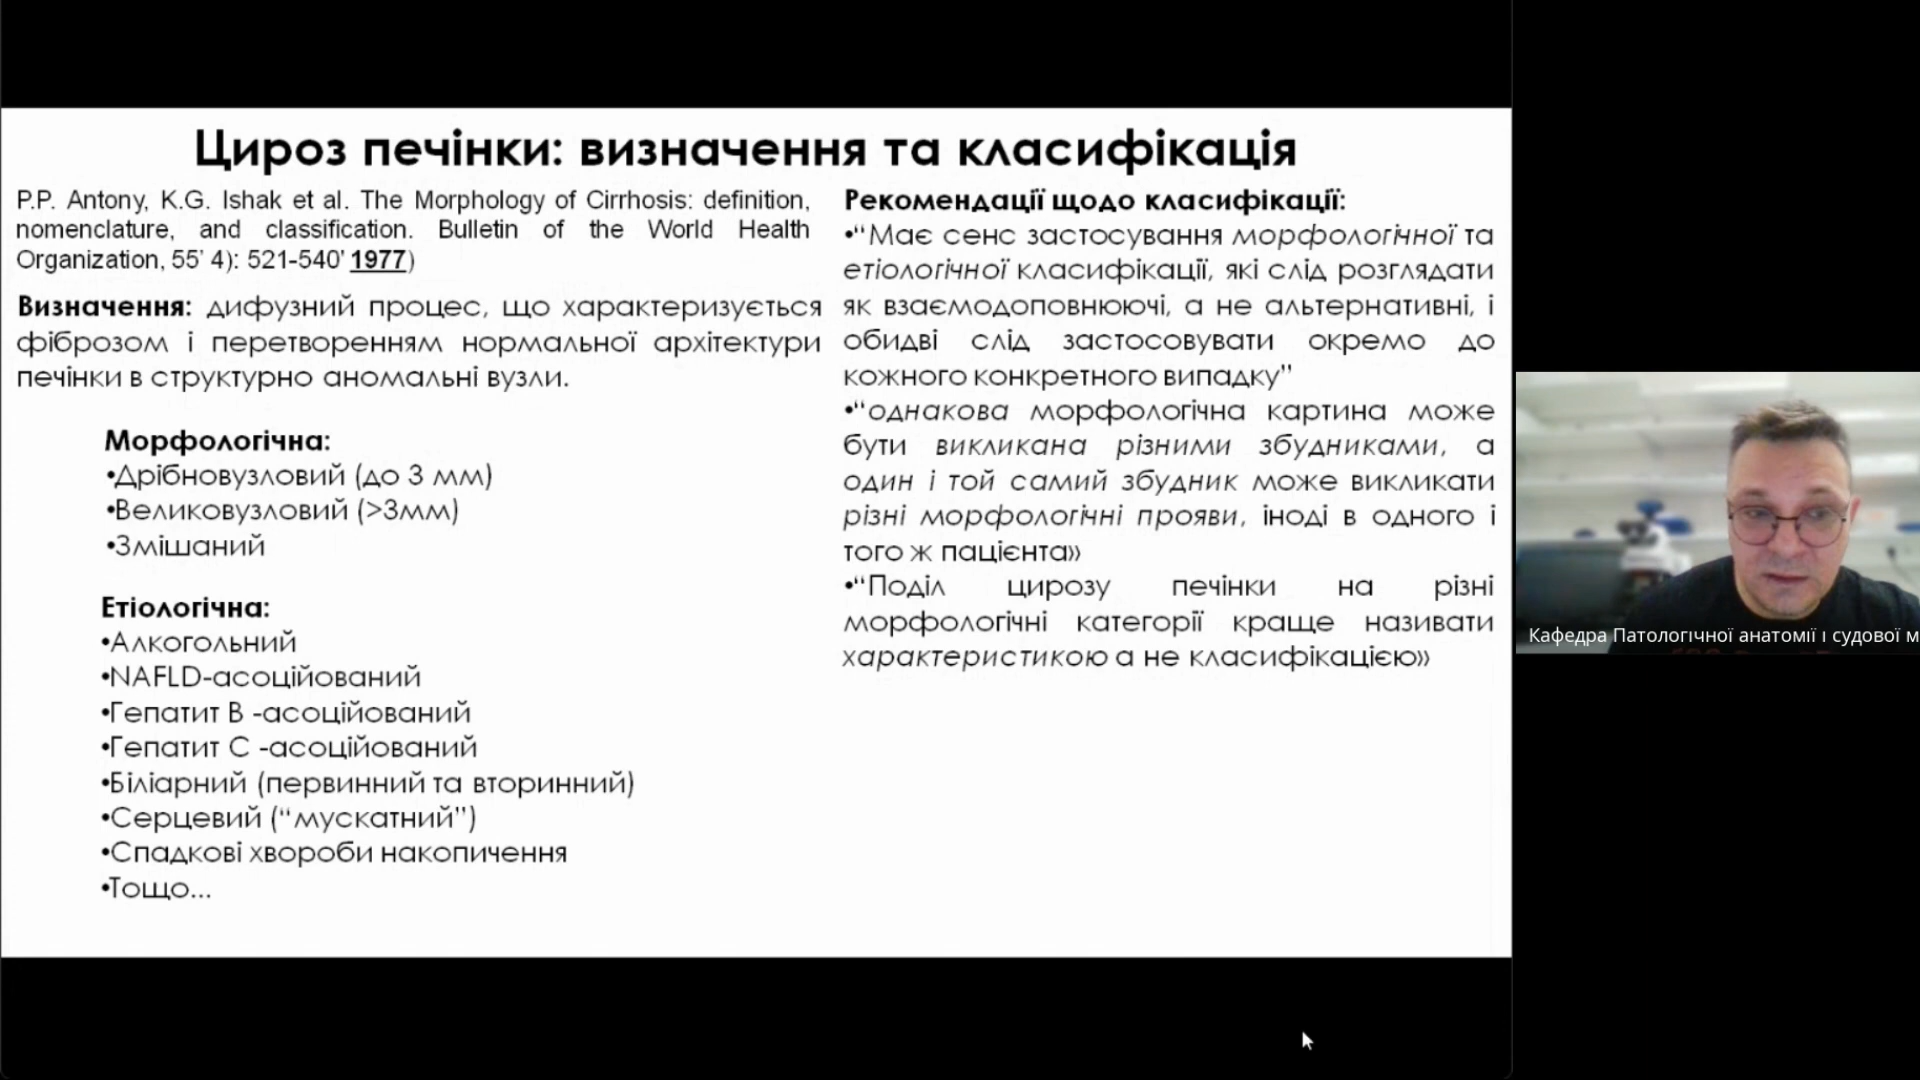 Цироз печінки: визначення та класифікація
P.P. Antony, K.G. Ishak et al. The Morphology of Cirrhosis: definition,
nomenclature, and classification. Bulletin of the World Health
Organization, 55' 4): 521-540' 1977)
Визначення: дифузний процес, що характеризується
фіброзом і перетворенням нормальної архітектури
печінки в структурно аномальні вузли.
Морфологічна:
•Дрібновузловий (до 3 мм)
•Великовузловий (>3мм)
•Змішаний
Етіологічна:
•Алкогольний
•NAFLD-асоційований
•Гепатит В -асоційований
•Гепатит С -асоційований
•Біліарний (первинний та вторинний)
•Серцевий (“мускатний”)
•Спадкові хвороби накопичення
•Тощо...
Рекомендації щодо класифікації:
•“Має сенс застосування морфологічної та
етіологічної класифікації, які слід розглядати
як взаємодоповнюючі, а не альтернативні, і
обидві слід застосовувати окремо до
кожного конкретного випадку”
•“однакова морфологічна картина може
бути викликана різними збудниками, а
один і той самий збудник може викликати
різні морфологічні прояви, іноді в одного і
того ж пацієнта»
•“Поділ цирозу печінки на різні
морфологічні категорії краще називати
характеристикою а не класифікацією»
Кафедра Патологічної анатомії і судової м